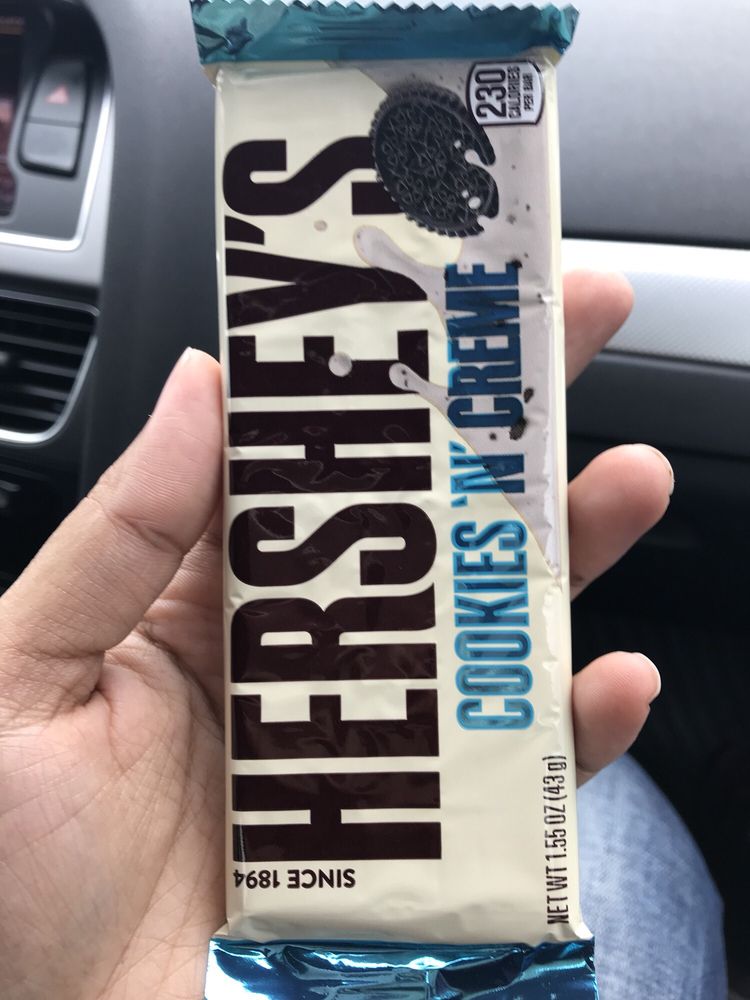 HERSHEY'S
COOKIES 'N' CREME
230
CALORIES
PER BAR
SINCE 1894
NET WT 1.55 OZ (43 g)